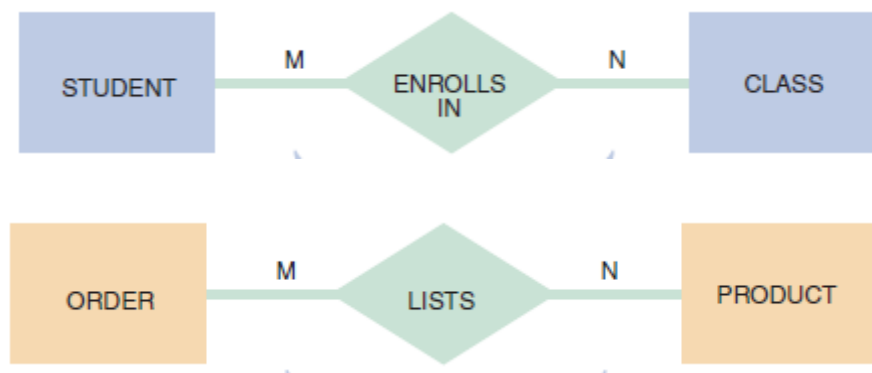 STUDENT
M
ENROLLS
IN
N
CLASS
ORDER
M
LISTS
N
PRODUCT